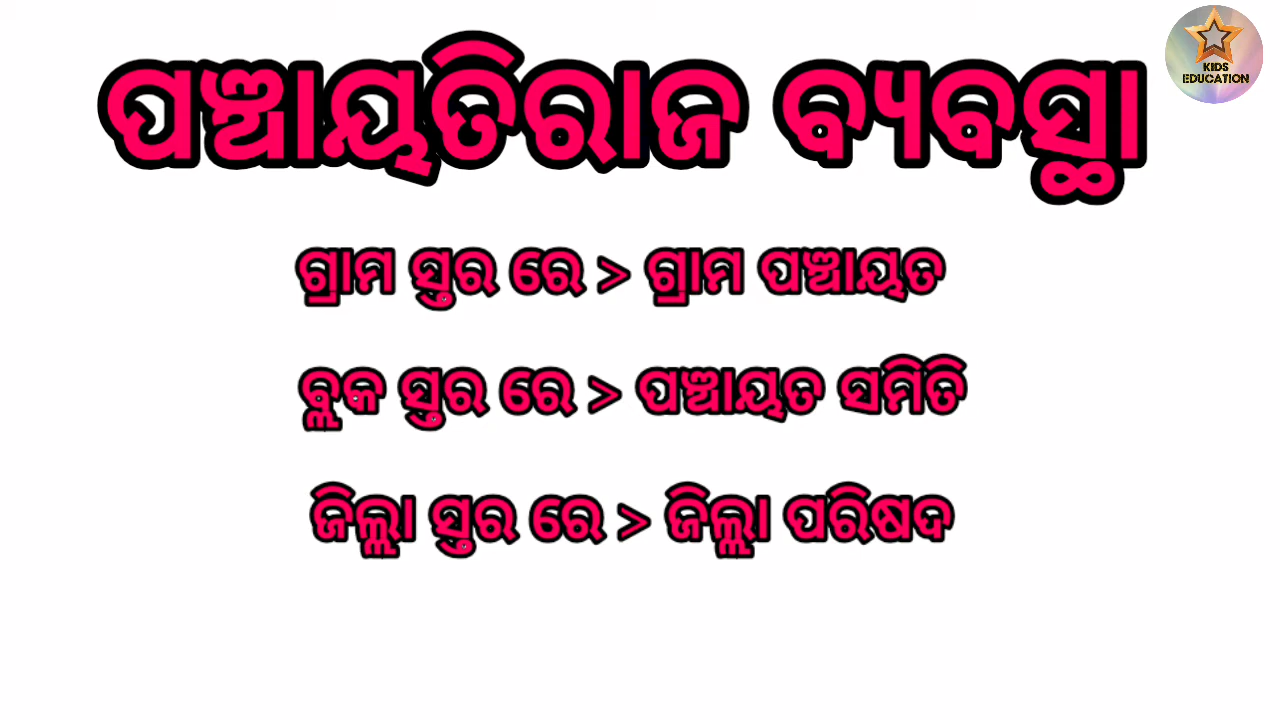 ପଞ୍ଚାୟତିରାଜ ବ୍ୟବସ୍ଥା
KIDS
EDUCATION
ଗ୍ରାମ ସ୍ତର ରେ > ଗ୍ରାମ ପଞ୍ଚାୟତ
ବ୍ଲକ ସ୍ତର ରେ > ପଞ୍ଚାୟତ ସମିତି
ଜିଲ୍ଲା ସ୍ତର ରେ > ଜିଲ୍ଲା ପରିଷଦ